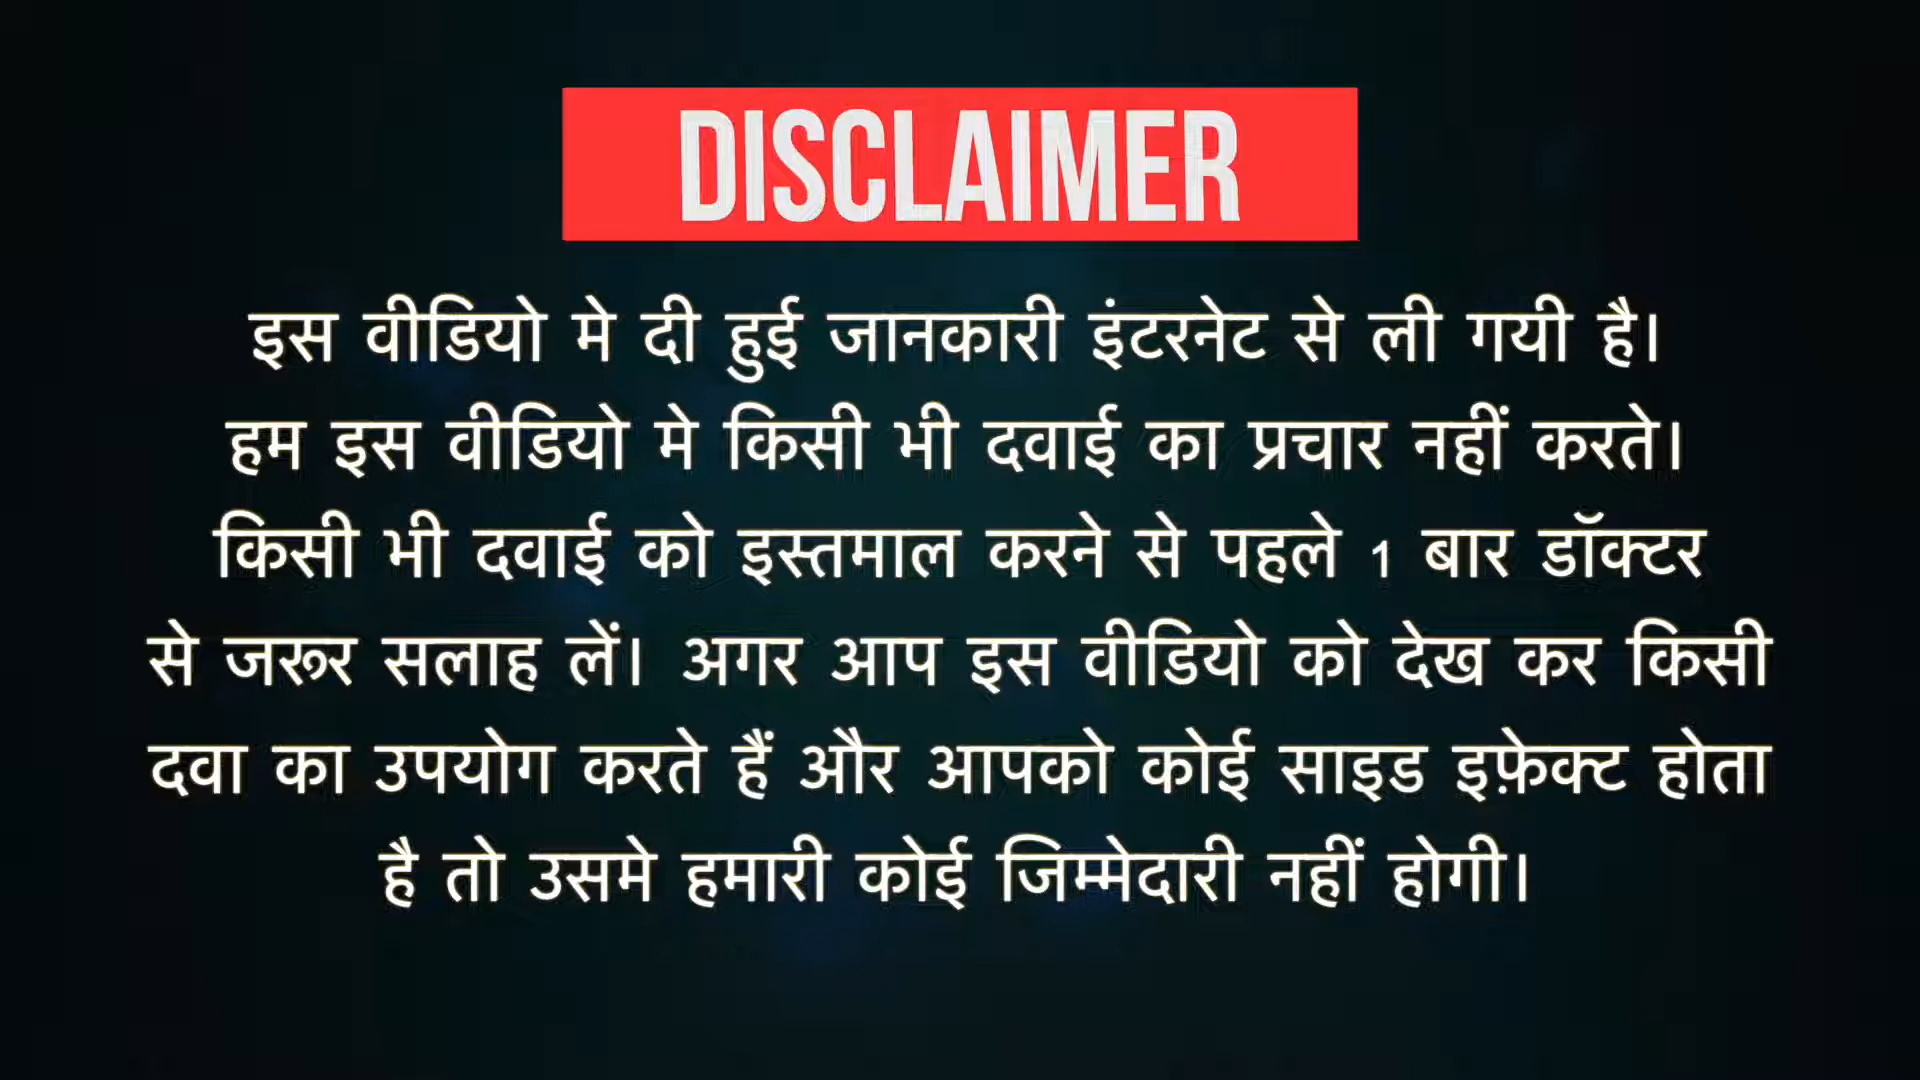 DISCLAIMER
इस वीडियो मे दी हुई जानकारी इंटरनेट से ली गयी है।
हम इस वीडियो मे किसी भी दवाई का प्रचार नहीं करते।
किसी भी दवाई को इस्तमाल करने से पहले 1 बार डॉक्टर
से जरूर सलाह लें। अगर आप इस वीडियो को देख कर किसी
दवा का उपयोग करते हैं और आपको कोई साइड इफ़ेक्ट होता
है तो उसमे हमारी कोई जिम्मेदारी नहीं होगी।